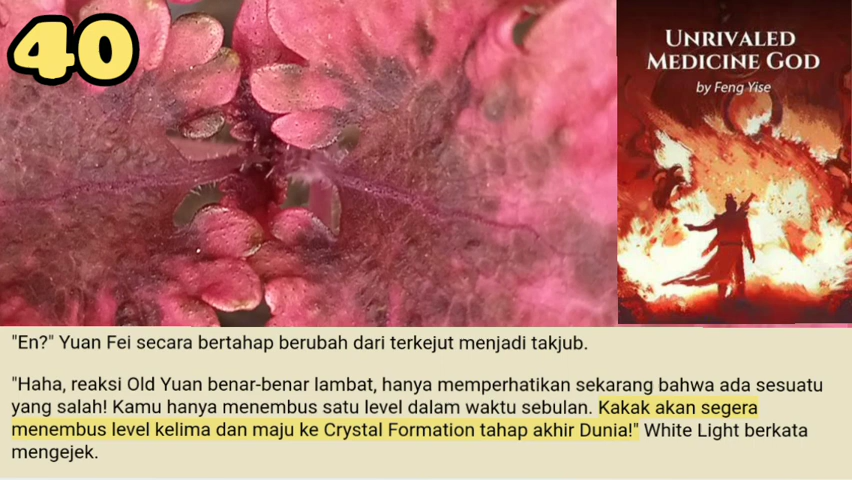 40
UNRIVALED
MEDICINE GOD
by Feng Yise
"En?" Yuan Fei secara bertahap berubah dari terkejut menjadi takjub.
"Haha, reaksi Old Yuan benar-benar lambat, hanya memperhatikan sekarang bahwa ada sesuatu
yang salah! Kamu hanya menembus satu level dalam waktu sebulan. Kakak akan segera
menembus level kelima dan maju ke Crystal Formation tahap akhir Dunia!" White Light berkata
mengejek.